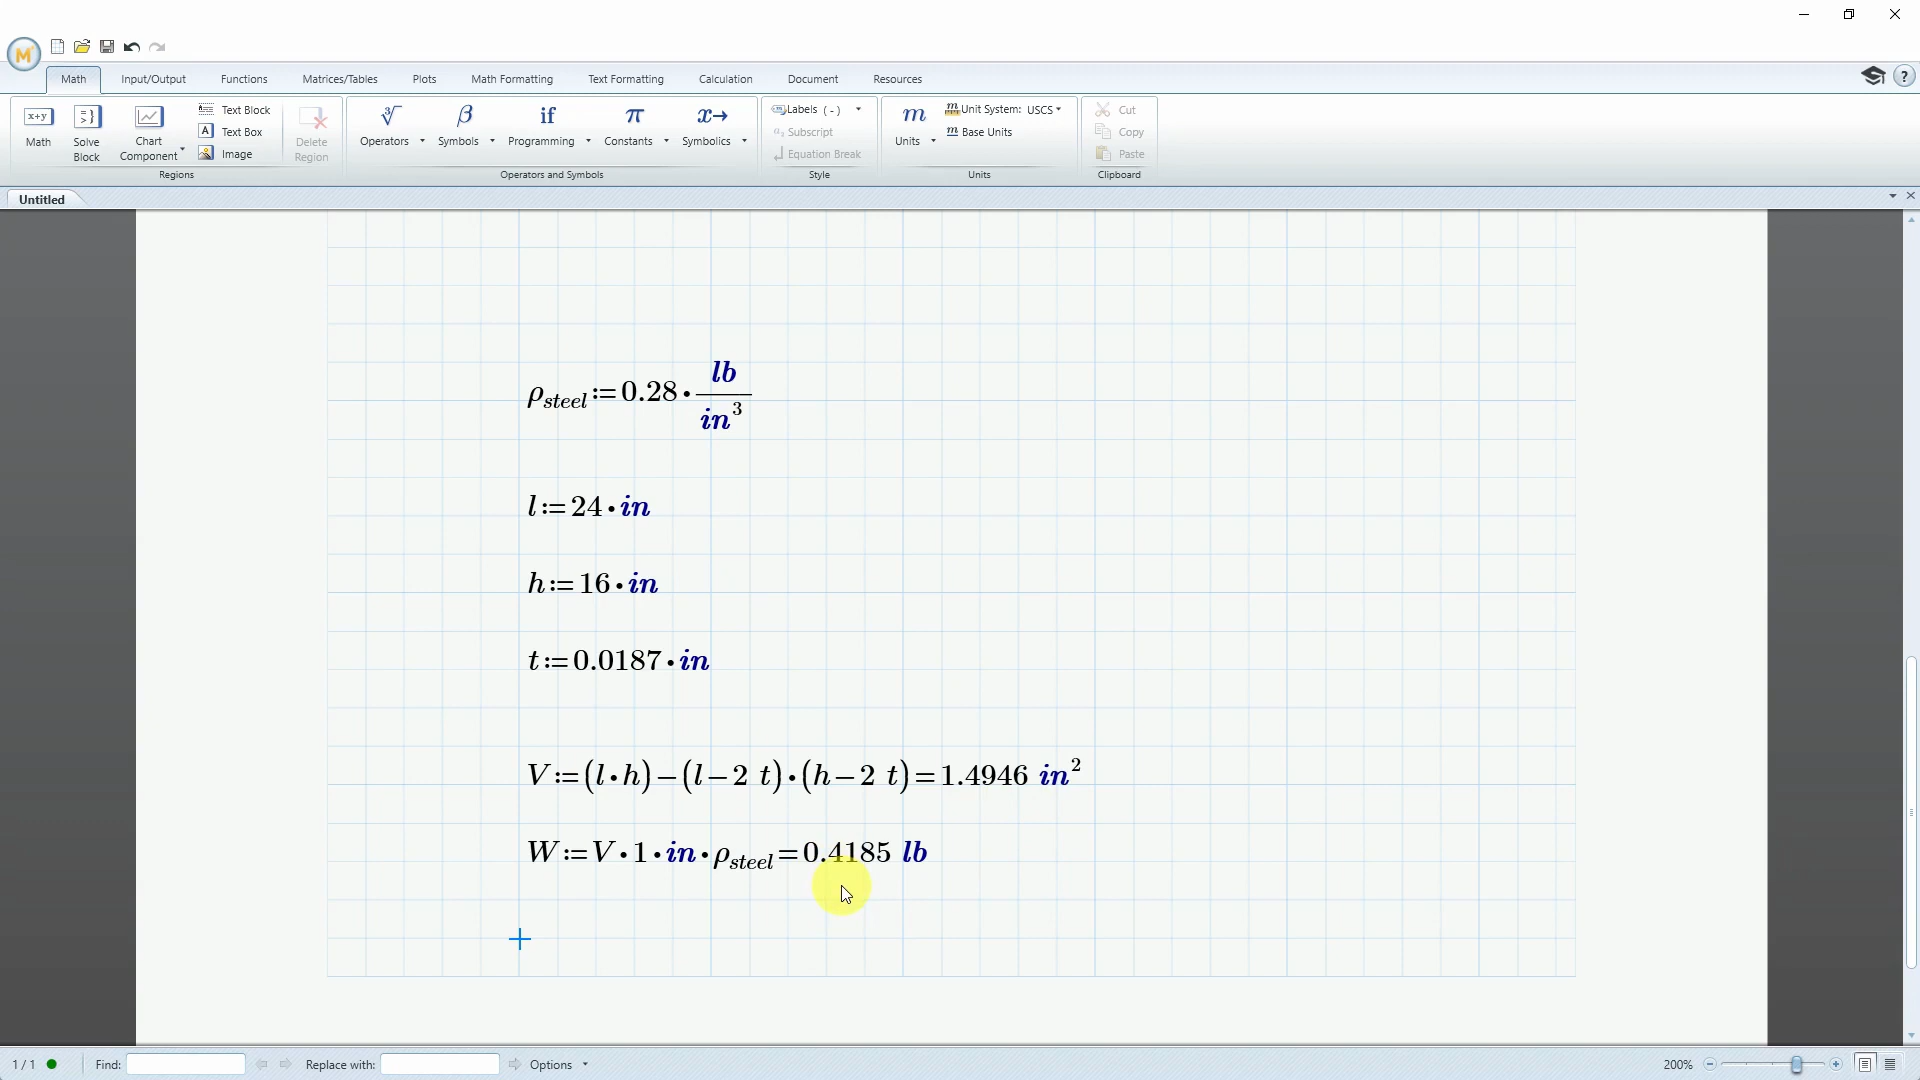 M
Math Input/Output Functions Matrices/Tables Plots Math Formatting Text Formatting Calculation Document Resources
?
x+y Math
Solve Block
Chart Component
Text Block
A Text Box
Image
Delete Region
Regions
Operators
β Symbols
if Programming
π Constants
x→ Symbolics
Operators and Symbols
Labels (-)
Subscript
Equation Break
Style
m Units
Unit System: USCS
m Base Units
Units
Cut
Copy
Paste
Clipboard
Untitled
ρsteel := 0.28 • lb/in³
l := 24 • in
h := 16 • in
t := 0.0187 • in
V := (l • h) − (l − 2 t) • (h − 2 t) = 1.4946 in²
W := V • 1 • in • ρsteel = 0.4185 lb
1 / 1 Find: Replace with: Options 200%